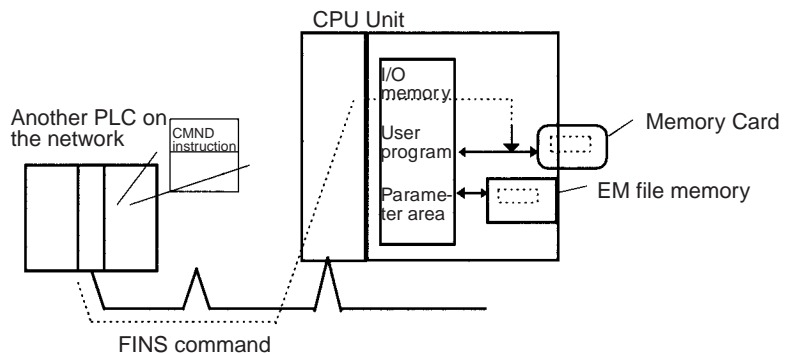 CPU Unit
I/O
memory
Another PLC on
the network
CMND
instruction
User
program
Memory Card
Parame-
ter area
EM file memory
FINS command